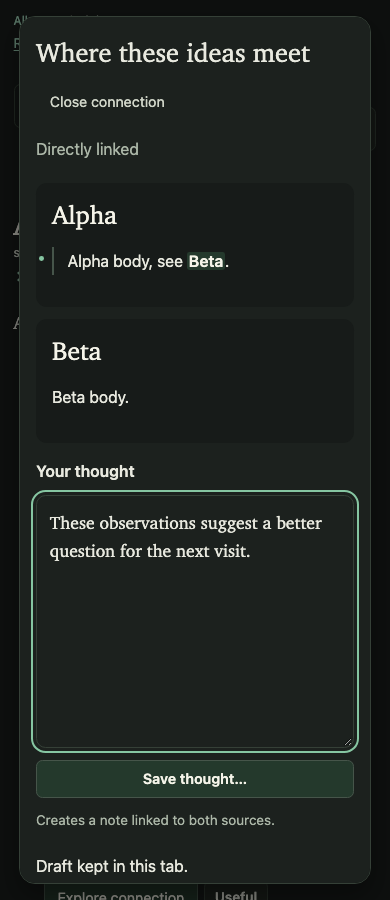 Where these ideas meet
Close connection
Directly linked
Alpha
Alpha body, see Beta.
Beta
Beta body.
Your thought
These observations suggest a better
question for the next visit.
Save thought...
Creates a note linked to both sources.
Draft kept in this tab.
Explore connection
Useful